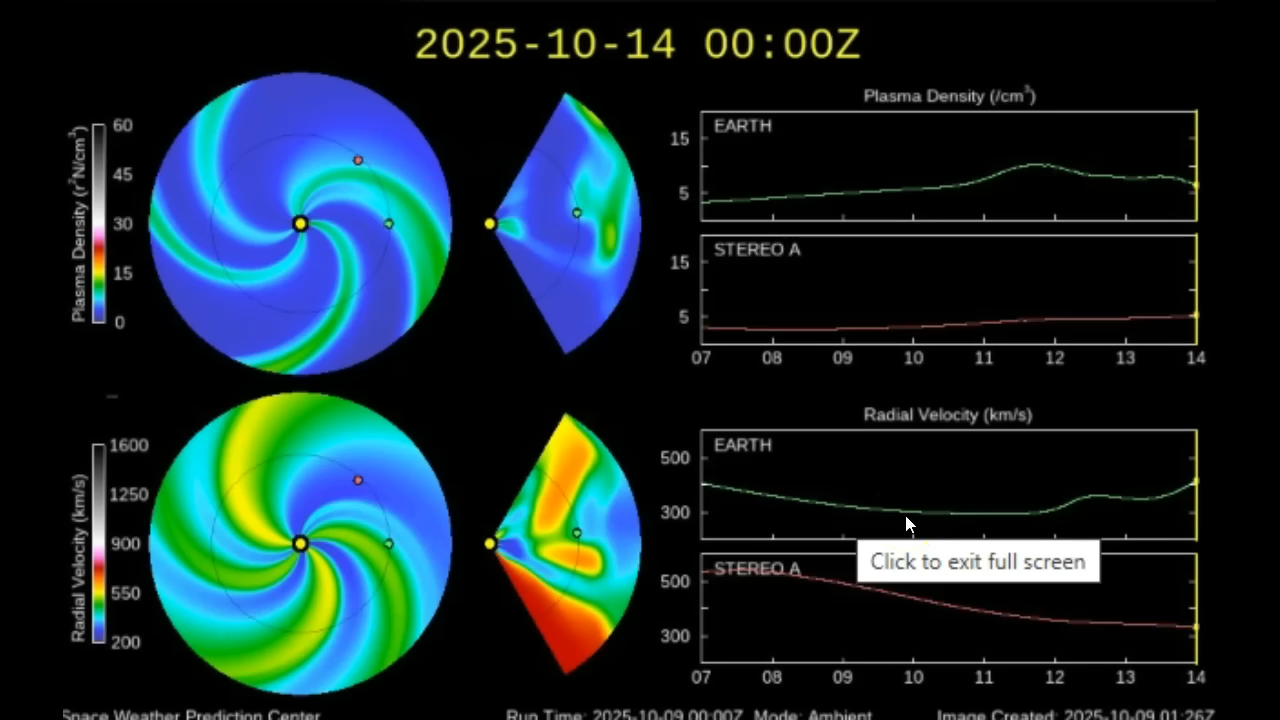 2025-10-14 00:00Z
Plasma Density (r²N/cm³)
60
45
30
15
0
Plasma Density (/cm³)
EARTH
15
5
STEREO A
15
5
07 08 09 10 11 12 13 14
Radial Velocity (km/s)
1600
1250
900
550
200
Radial Velocity (km/s)
EARTH
500
300
Click to exit full screen
STEREO A
500
300
07 08 09 10 11 12 13 14
Space Weather Prediction Center Run Time: 2025-10-09 00:00Z Mode: Ambient Image Created: 2025-10-09 01:26Z